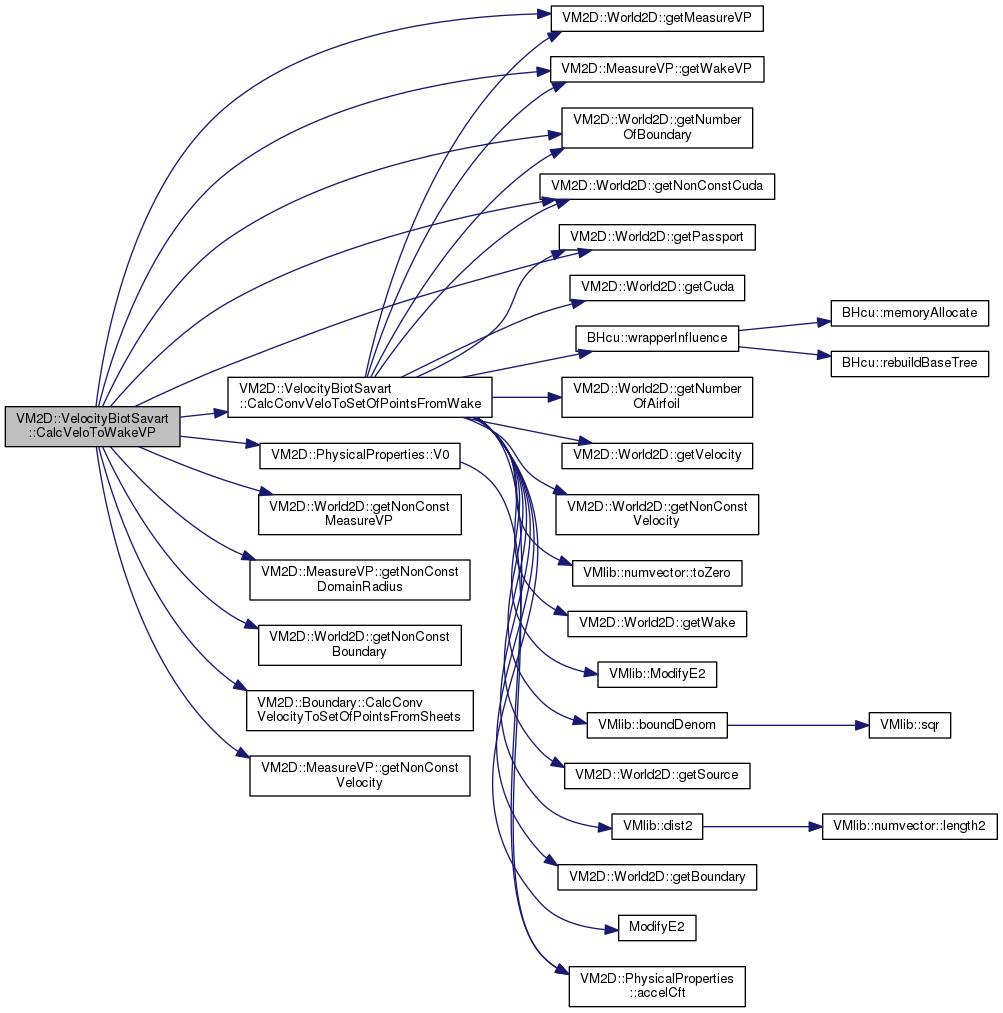 VM2D::VelocityBiotSavart
::CalcVeloToWakeVP
VM2D::VelocityBiotSavart
::CalcConvVeloToSetOfPointsFromWake
VM2D::PhysicalProperties::V0
VM2D::World2D::getNonConst
MeasureVP
VM2D::MeasureVP::getNonConst
DomainRadius
VM2D::World2D::getNonConst
Boundary
VM2D::Boundary::CalcConv
VelocityToSetOfPointsFromSheets
VM2D::MeasureVP::getNonConst
Velocity
VM2D::World2D::getMeasureVP
VM2D::MeasureVP::getWakeVP
VM2D::World2D::getNumber
OfBoundary
VM2D::World2D::getNonConstCuda
VM2D::World2D::getPassport
VM2D::World2D::getCuda
BHcu::wrapperInfluence
VM2D::World2D::getNumber
OfAirfoil
VM2D::World2D::getVelocity
VM2D::World2D::getNonConst
Velocity
VMlib::numvector::toZero
VM2D::World2D::getWake
VMlib::ModifyE2
VMlib::boundDenom
VM2D::World2D::getSource
VMlib::dist2
VM2D::World2D::getBoundary
ModifyE2
VM2D::PhysicalProperties
::accelCft
BHcu::memoryAllocate
BHcu::rebuildBaseTree
VMlib::sqr
VMlib::numvector::length2